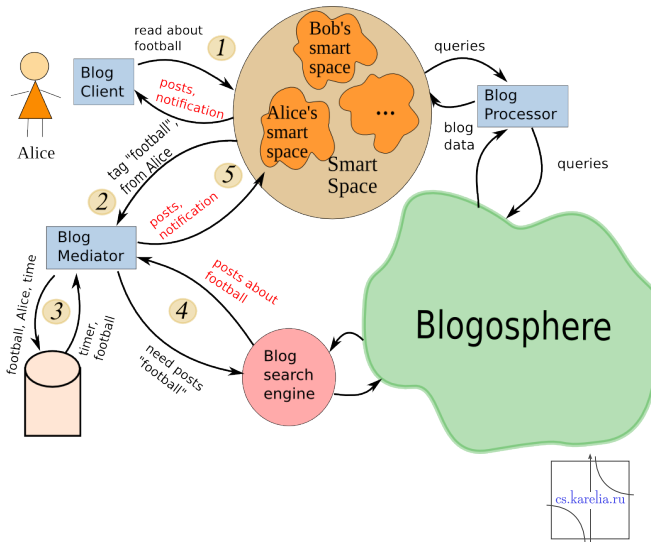 read about
football
1
Blog
Client
Alice
posts,
notification
Bob's
smart
space
Alice's
smart
space
...
Smart
Space
queries
Blog
Processor
blog
data
queries
tag "football",
from Alice
2
5
posts,
notification
Blog
Mediator
football, Alice, time
3
timer,
football
4
posts about
football
need posts
"football"
Blog
search
engine
Blogosphere
cs.karelia.ru